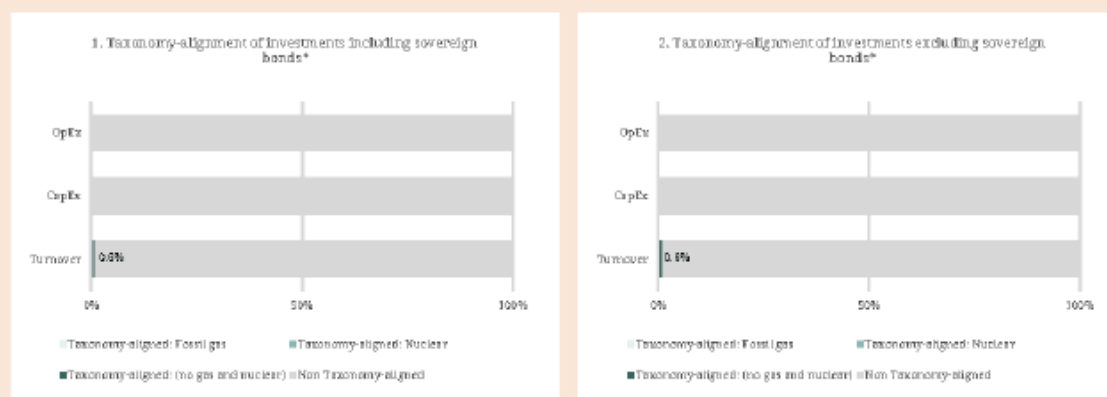 1. Taxonomy-alignment of investments including sovereign
bonds*
OpEx
CapEx
Turnover
0.6%
0%
50%
100%
Taxonomy-aligned: Fossil gas
Taxonomy-aligned: Nuclear
Taxonomy-aligned: (no gas and nuclear)
Non Taxonomy-aligned
2. Taxonomy-alignment of investments excluding sovereign
bonds*
OpEx
CapEx
Turnover
0%
50%
100%
Taxonomy-aligned: Fossil gas
Taxonomy-aligned: Nuclear
Taxonomy-aligned: (no gas and nuclear)
Non Taxonomy-aligned